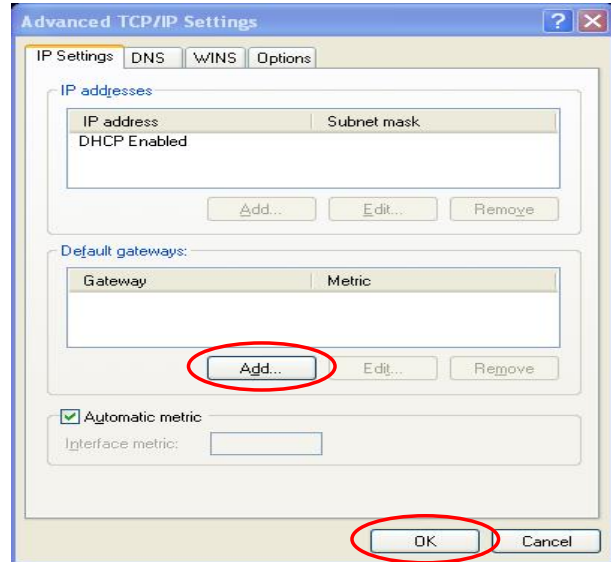 Advanced TCP/IP Settings
IP Settings DNS WINS Options
IP addresses
IP address Subnet mask
DHCP Enabled
Add... Edit... Remove
Default gateways:
Gateway Metric
Add... Edit... Remove
Automatic metric
Interface metric:
OK Cancel